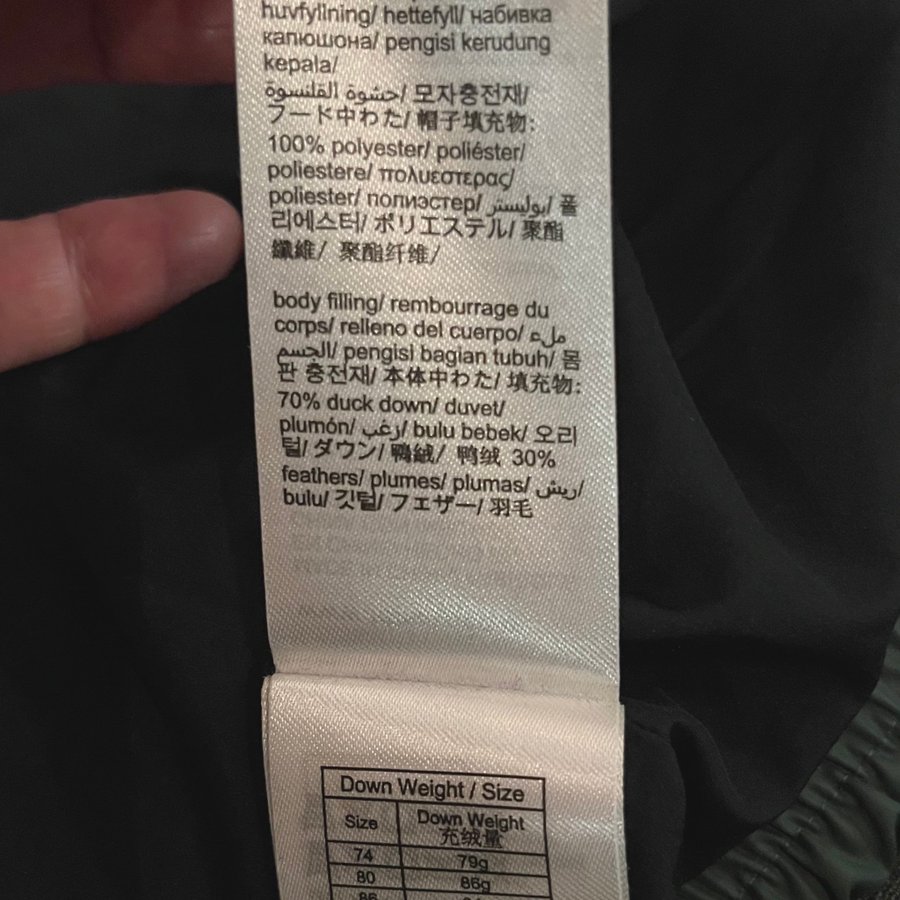 huvfyllning/ hettefyll/ набивка
капюшона/ pengisi kerudung
kepala/
حشوة القلنسوة/ 모자충전재/
フード中わた/ 帽子填充物:
100% polyester/ poliéster/
poliestere/ πολυεστερας/
poliester/ полиэстер/ بوليستر/ 폴
리에스터/ ポリエステル/ 聚酯
纖維/ 聚酯纤维/
body filling/ rembourrage du
corps/ relleno del cuerpo/ ملء
الجسم/ pengisi bagian tubuh/ 몸
판 충전재/ 本体中わた/ 填充物:
70% duck down/ duvet/
plumón/ زغب/ bulu bebek/ 오리
털/ ダウン/ 鴨絨/ 鸭绒 30%
feathers/ plumes/ plumas/ ريش/
bulu/ 깃털/ フェザー/ 羽毛
Down Weight / Size
Size Down Weight
充绒量
74 79g
80 86g
86